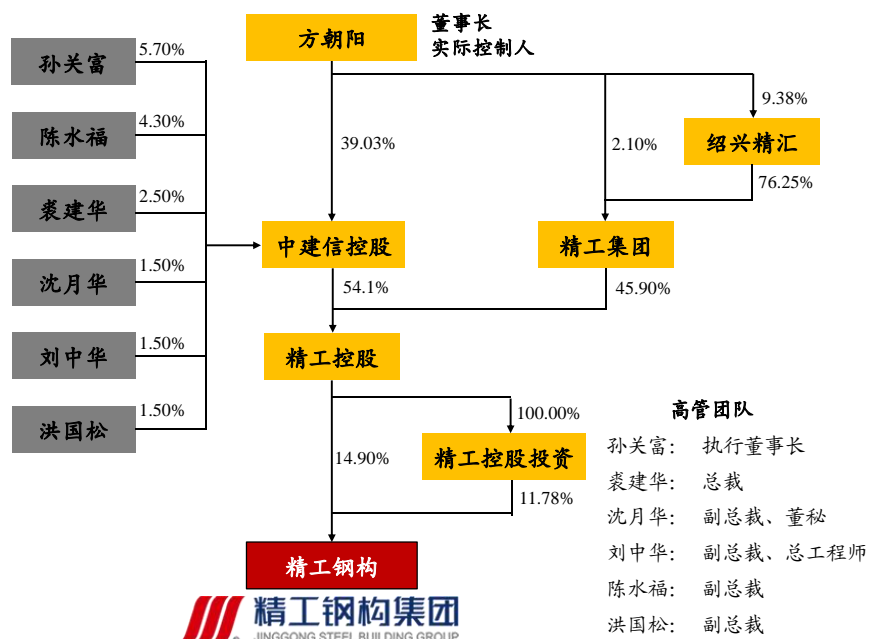 方朝阳
董事长
实际控制人
孙关富
5.70%
陈水福
4.30%
裘建华
2.50%
沈月华
1.50%
刘中华
1.50%
洪国松
1.50%
39.03%
2.10%
9.38%
绍兴精汇
76.25%
中建信控股
精工集团
54.1%
45.90%
精工控股
100.00%
14.90%
精工控股投资
11.78%
精工钢构
高管团队
孙关富： 执行董事长
裘建华： 总裁
沈月华： 副总裁、董秘
刘中华： 副总裁、总工程师
陈水福： 副总裁
洪国松： 副总裁
精工钢构集团
JINGGONG STEEL BUILDING GROUP